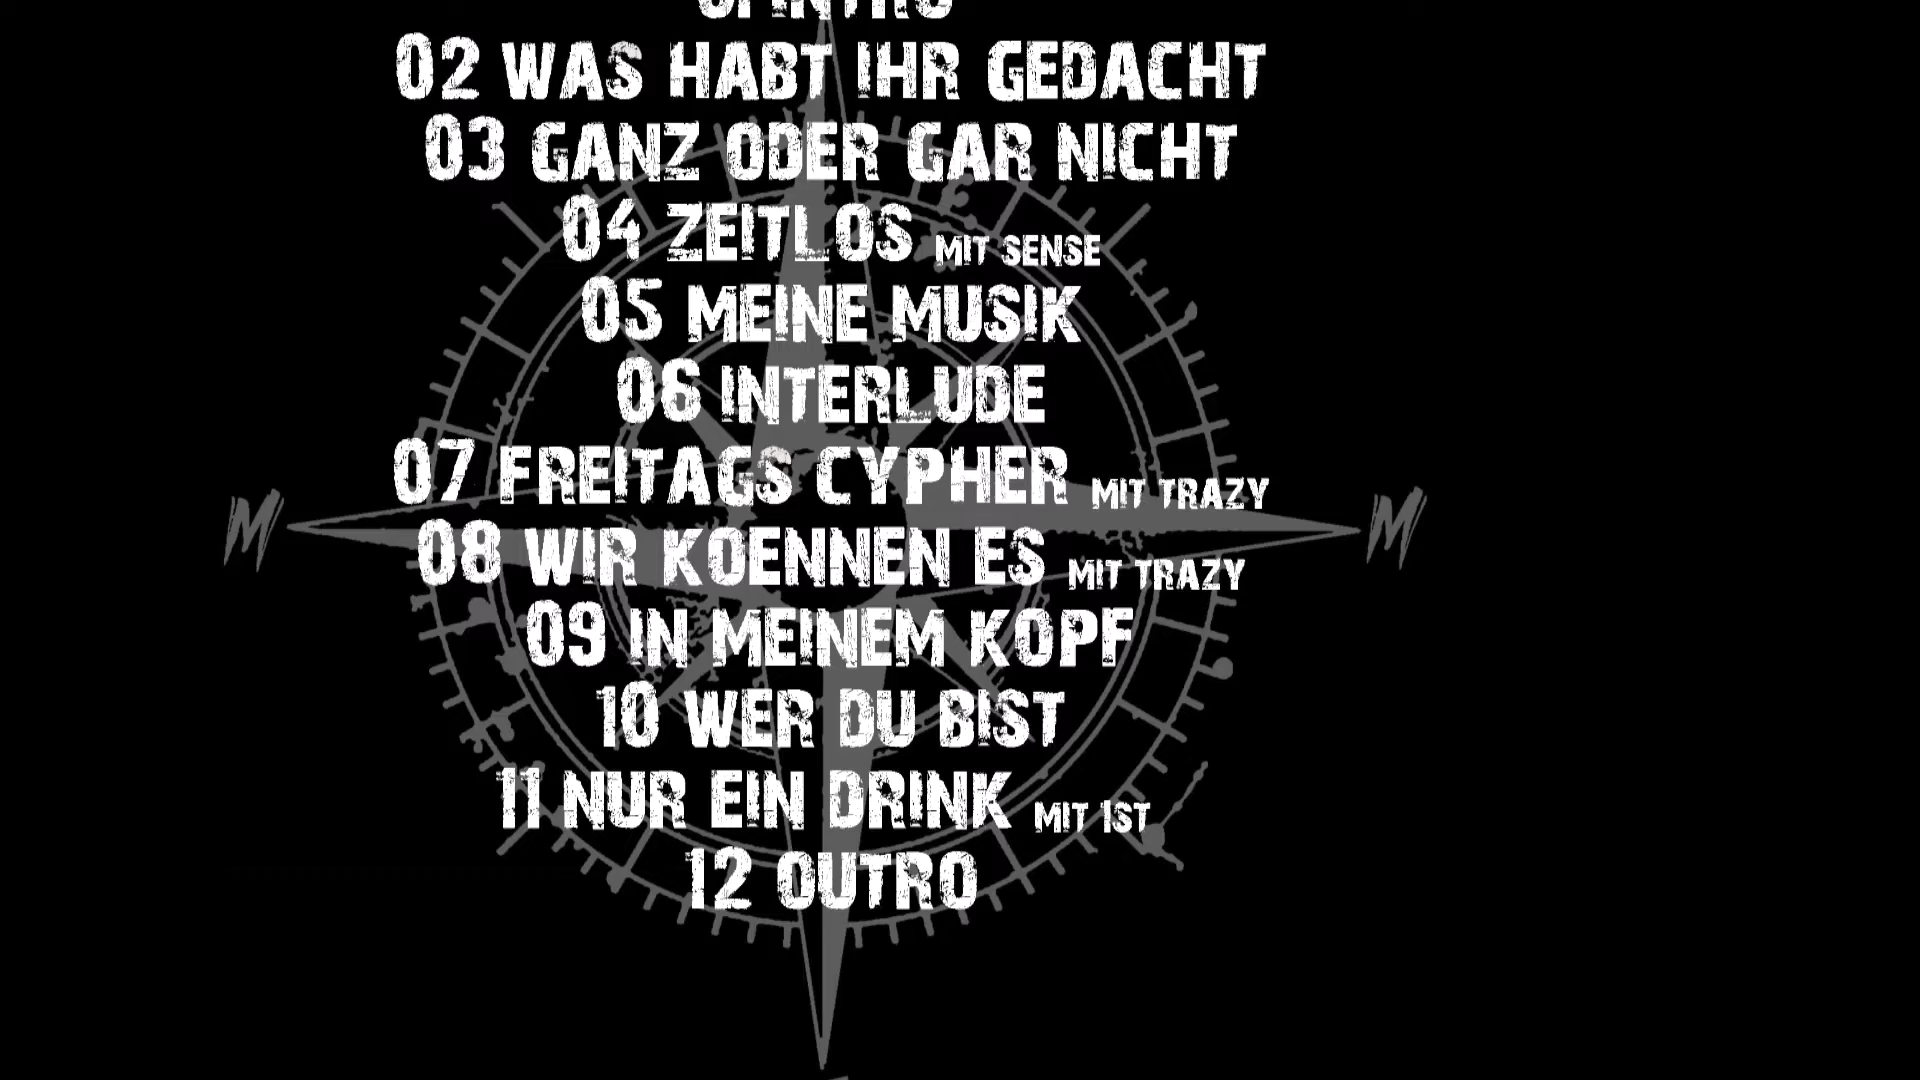 02 WAS HABT IHR GEDACHT
03 GANZ ODER GAR NICHT
04 ZEITLOS MIT SENSE
05 MEINE MUSIK
06 INTERLUDE
07 FREITAGS CYPHER MIT TRAZY
M
M
08 WIR KOENNEN ES MIT TRAZY
09 IN MEINEM KOPF
10 WER DU BIST
11 NUR EIN DRINK MIT 1ST
12 OUTRO